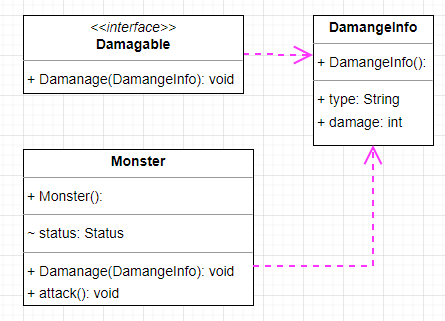 <<interface>>
Damagable
+ Damanage(DamangeInfo): void
DamangeInfo
+ DamangeInfo():
+ type: String
+ damage: int
Monster
+ Monster():
~ status: Status
+ Damanage(DamangeInfo): void
+ attack(): void